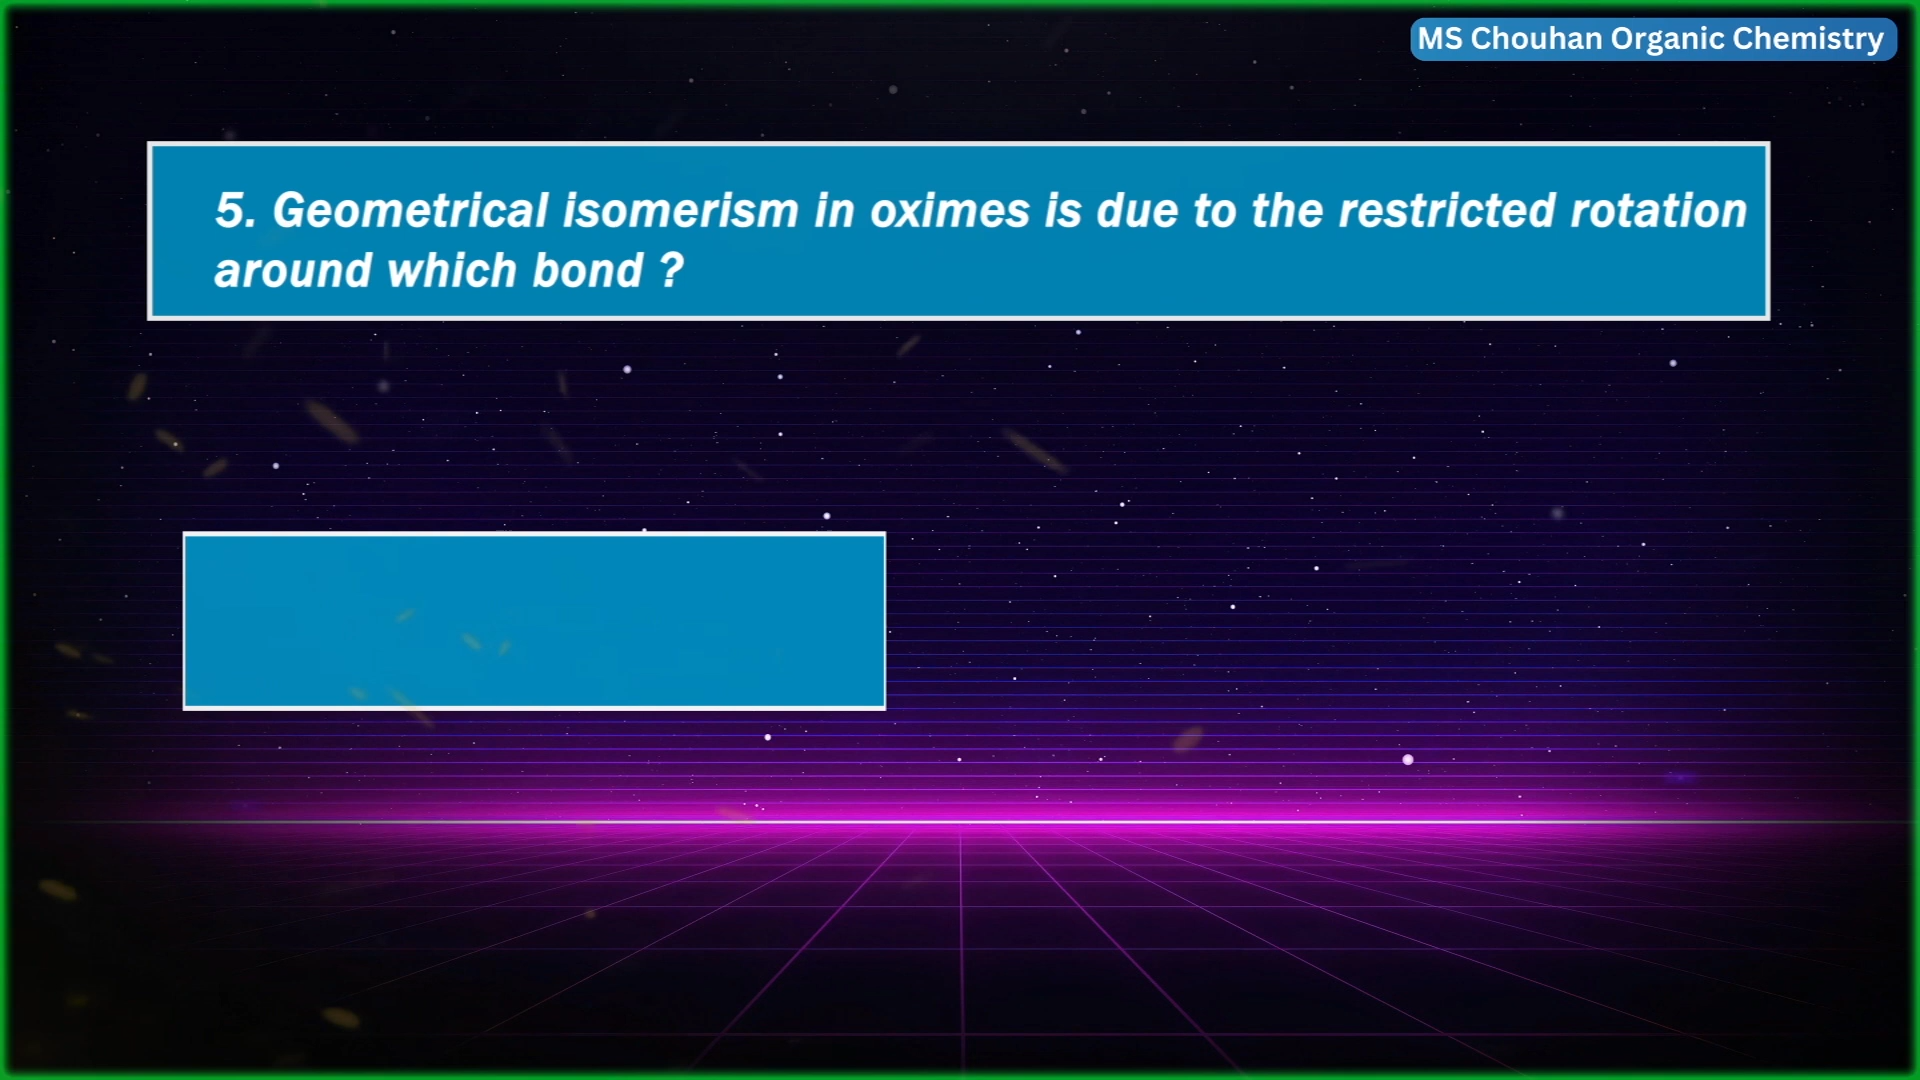 MS Chouhan Organic Chemistry
5. Geometrical isomerism in oximes is due to the restricted rotation
around which bond ?